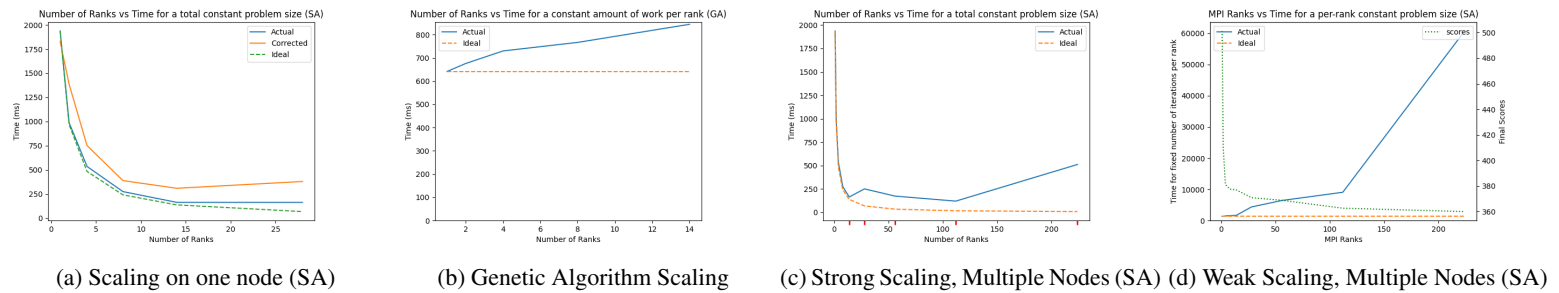 Number of Ranks vs Time for a total constant problem size (SA)
2000
1750
1500
1250
1000
750
500
250
0
Time (ms)
0 5 10 15 20 25
Number of Ranks
Actual
Corrected
Ideal
(a) Scaling on one node (SA)
Number of Ranks vs Time for a constant amount of work per rank (GA)
800
700
600
500
400
300
200
100
0
Time (ms)
2 4 6 8 10 12 14
Number of Ranks
Actual
Ideal
(b) Genetic Algorithm Scaling
Number of Ranks vs Time for a total constant problem size (SA)
2000
1750
1500
1250
1000
750
500
250
0
Time (ms)
0 50 100 150 200
Number of Ranks
Actual
Ideal
(c) Strong Scaling, Multiple Nodes (SA)
MPI Ranks vs Time for a per-rank constant problem size (SA)
60000
50000
40000
30000
20000
10000
0
Time for fixed number of iterations per rank
0 50 100 150 200
MPI Ranks
Actual
Ideal
scores
500
480
460
440
420
400
380
360
Final Scores
(d) Weak Scaling, Multiple Nodes (SA)